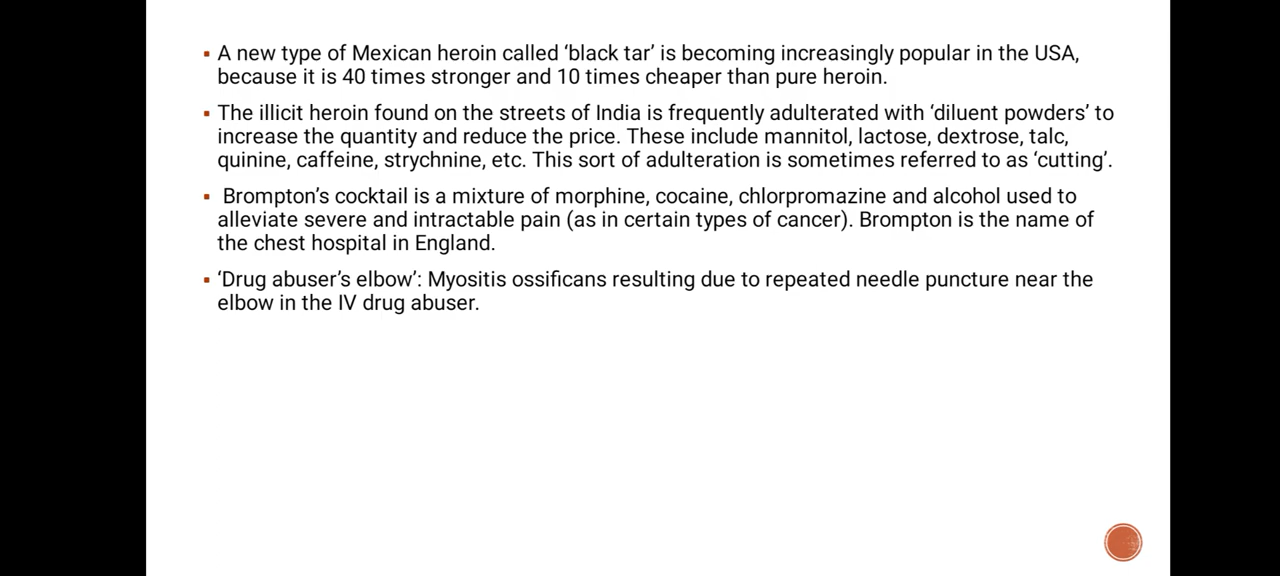 ▪ A new type of Mexican heroin called ‘black tar’ is becoming increasingly popular in the USA,
because it is 40 times stronger and 10 times cheaper than pure heroin.
▪ The illicit heroin found on the streets of India is frequently adulterated with ‘diluent powders’ to
increase the quantity and reduce the price. These include mannitol, lactose, dextrose, talc,
quinine, caffeine, strychnine, etc. This sort of adulteration is sometimes referred to as ‘cutting’.
▪ Brompton’s cocktail is a mixture of morphine, cocaine, chlorpromazine and alcohol used to
alleviate severe and intractable pain (as in certain types of cancer). Brompton is the name of
the chest hospital in England.
▪ ‘Drug abuser’s elbow’: Myositis ossificans resulting due to repeated needle puncture near the
elbow in the IV drug abuser.